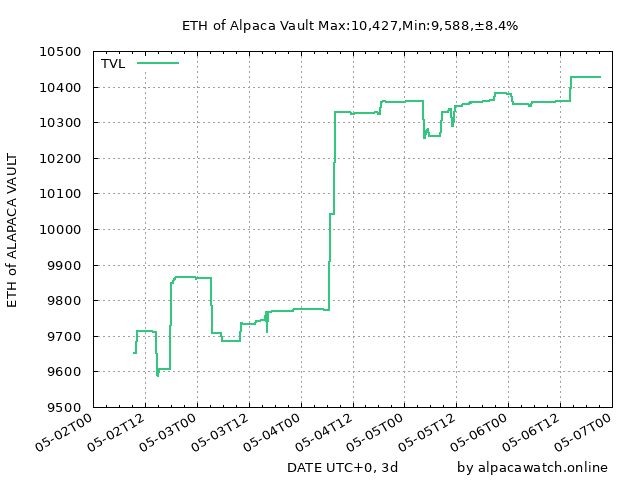 ETH of Alpaca Vault Max:10,427,Min:9,588,±8.4%
TVL
10500
10400
10300
10200
10100
10000
9900
9800
9700
9600
9500
ETH of ALAPACA VAULT
05-02T00
05-02T12
05-03T00
05-03T12
05-04T00
05-04T12
05-05T00
05-05T12
05-06T00
05-06T12
05-07T00
DATE UTC+0, 3d
by alpacawatch.online